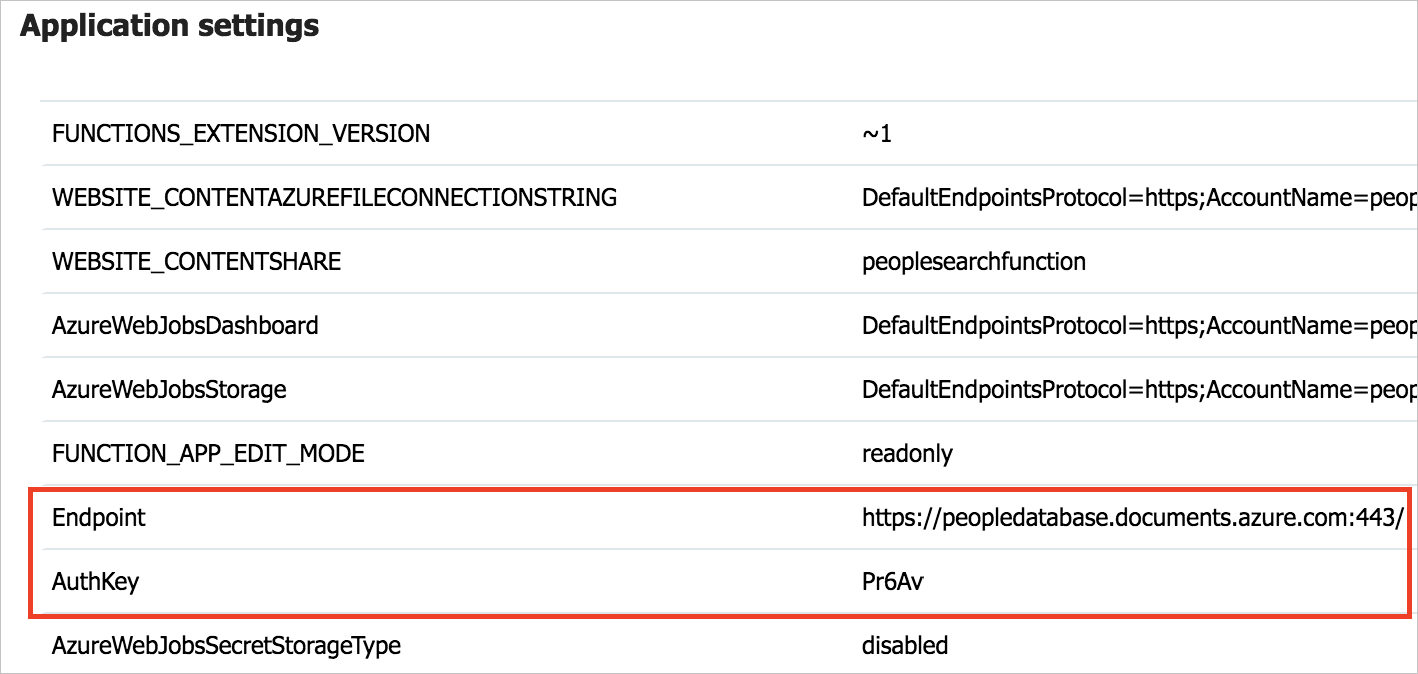 Application settings
FUNCTIONS_EXTENSION_VERSION ~1
WEBSITE_CONTENTAZUREFILECONNECTIONSTRING DefaultEndpointsProtocol=https;AccountName=peop
WEBSITE_CONTENTSHARE peoplesearchfunction
AzureWebJobsDashboard DefaultEndpointsProtocol=https;AccountName=peop
AzureWebJobsStorage DefaultEndpointsProtocol=https;AccountName=peop
FUNCTION_APP_EDIT_MODE readonly
Endpoint https://peopledatabase.documents.azure.com:443/
AuthKey Pr6Av
AzureWebJobsSecretStorageType disabled